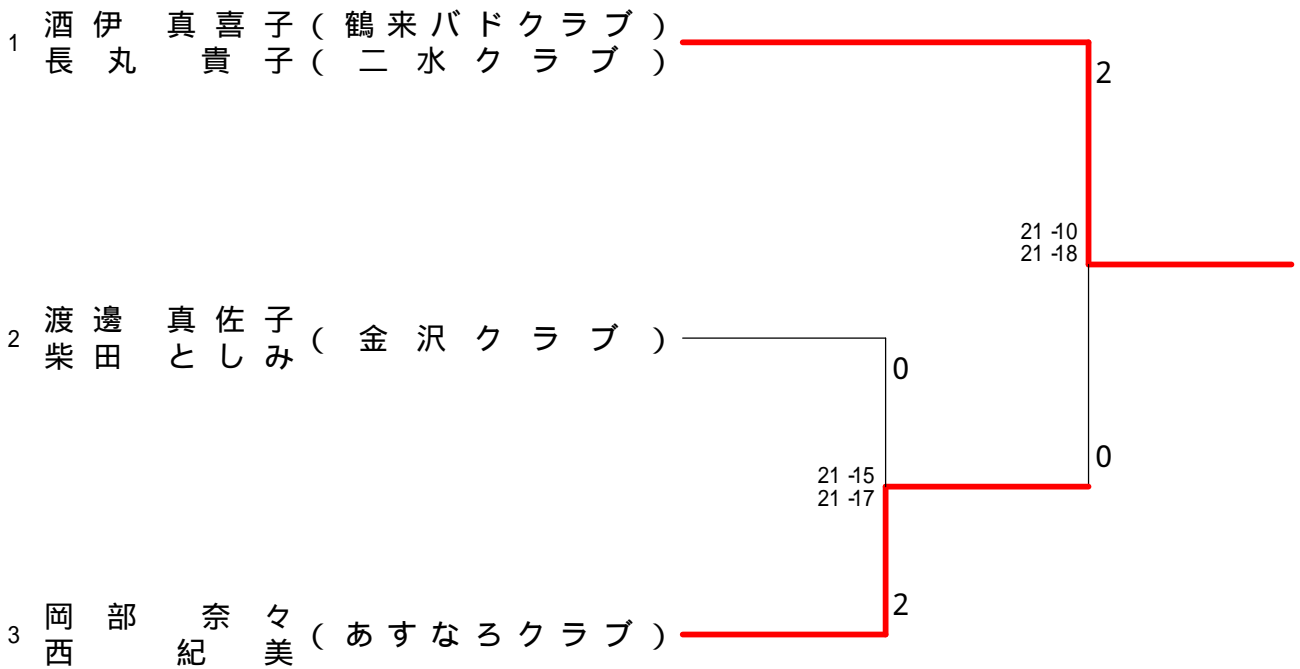 1 酒伊 真喜子(鶴来バドクラブ)
長丸 貴子(二水クラブ)
2
21-10
21-18
2 渡邊 真佐子(金沢クラブ)
柴田 としみ
0
0
21-15
21-17
2
3 岡部 奈々(あすなろクラブ)
西 紀美